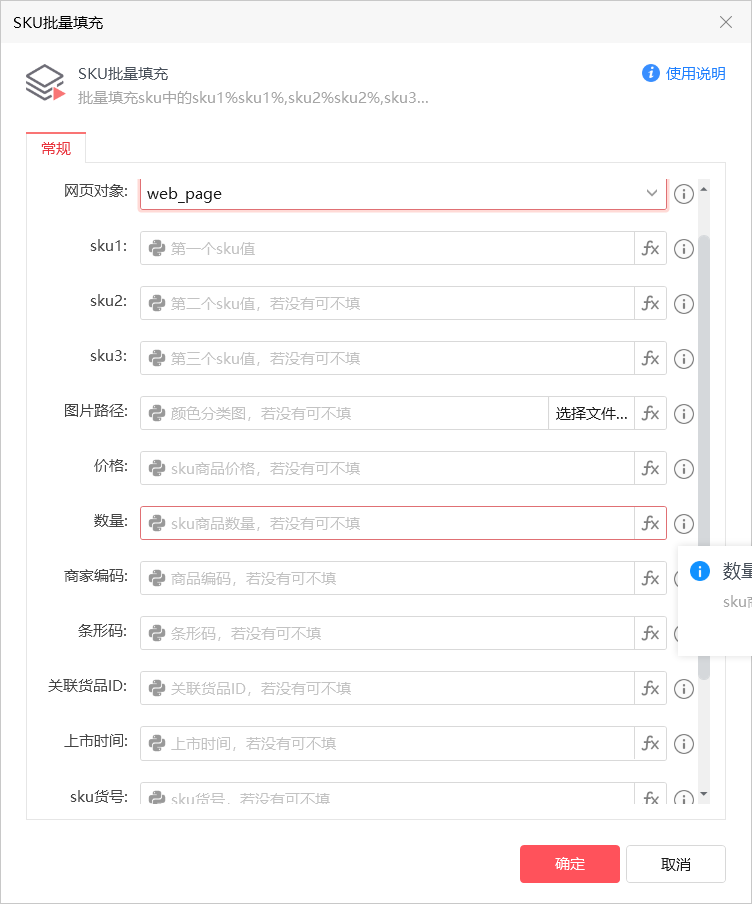 SKU批量填充
SKU批量填充
使用说明
批量填充sku中的sku1%sku1%,sku2%sku2%,sku3...
常规
网页对象: web_page
sku1: 第一个sku值 fx
sku2: 第二个sku值，若没有可不填 fx
sku3: 第三个sku值，若没有可不填 fx
图片路径: 颜色分类图，若没有可不填 选择文件... fx
价格: sku商品价格，若没有可不填 fx
数量: sku商品数量，若没有可不填 fx
商家编码: 商品编码，若没有可不填 fx
数量
条形码: 条形码，若没有可不填 fx
sku商
关联货品ID: 关联货品ID，若没有可不填 fx
上市时间: 上市时间，若没有可不填 fx
sku货号: sku货号，若没有可不填 fx
确定 取消